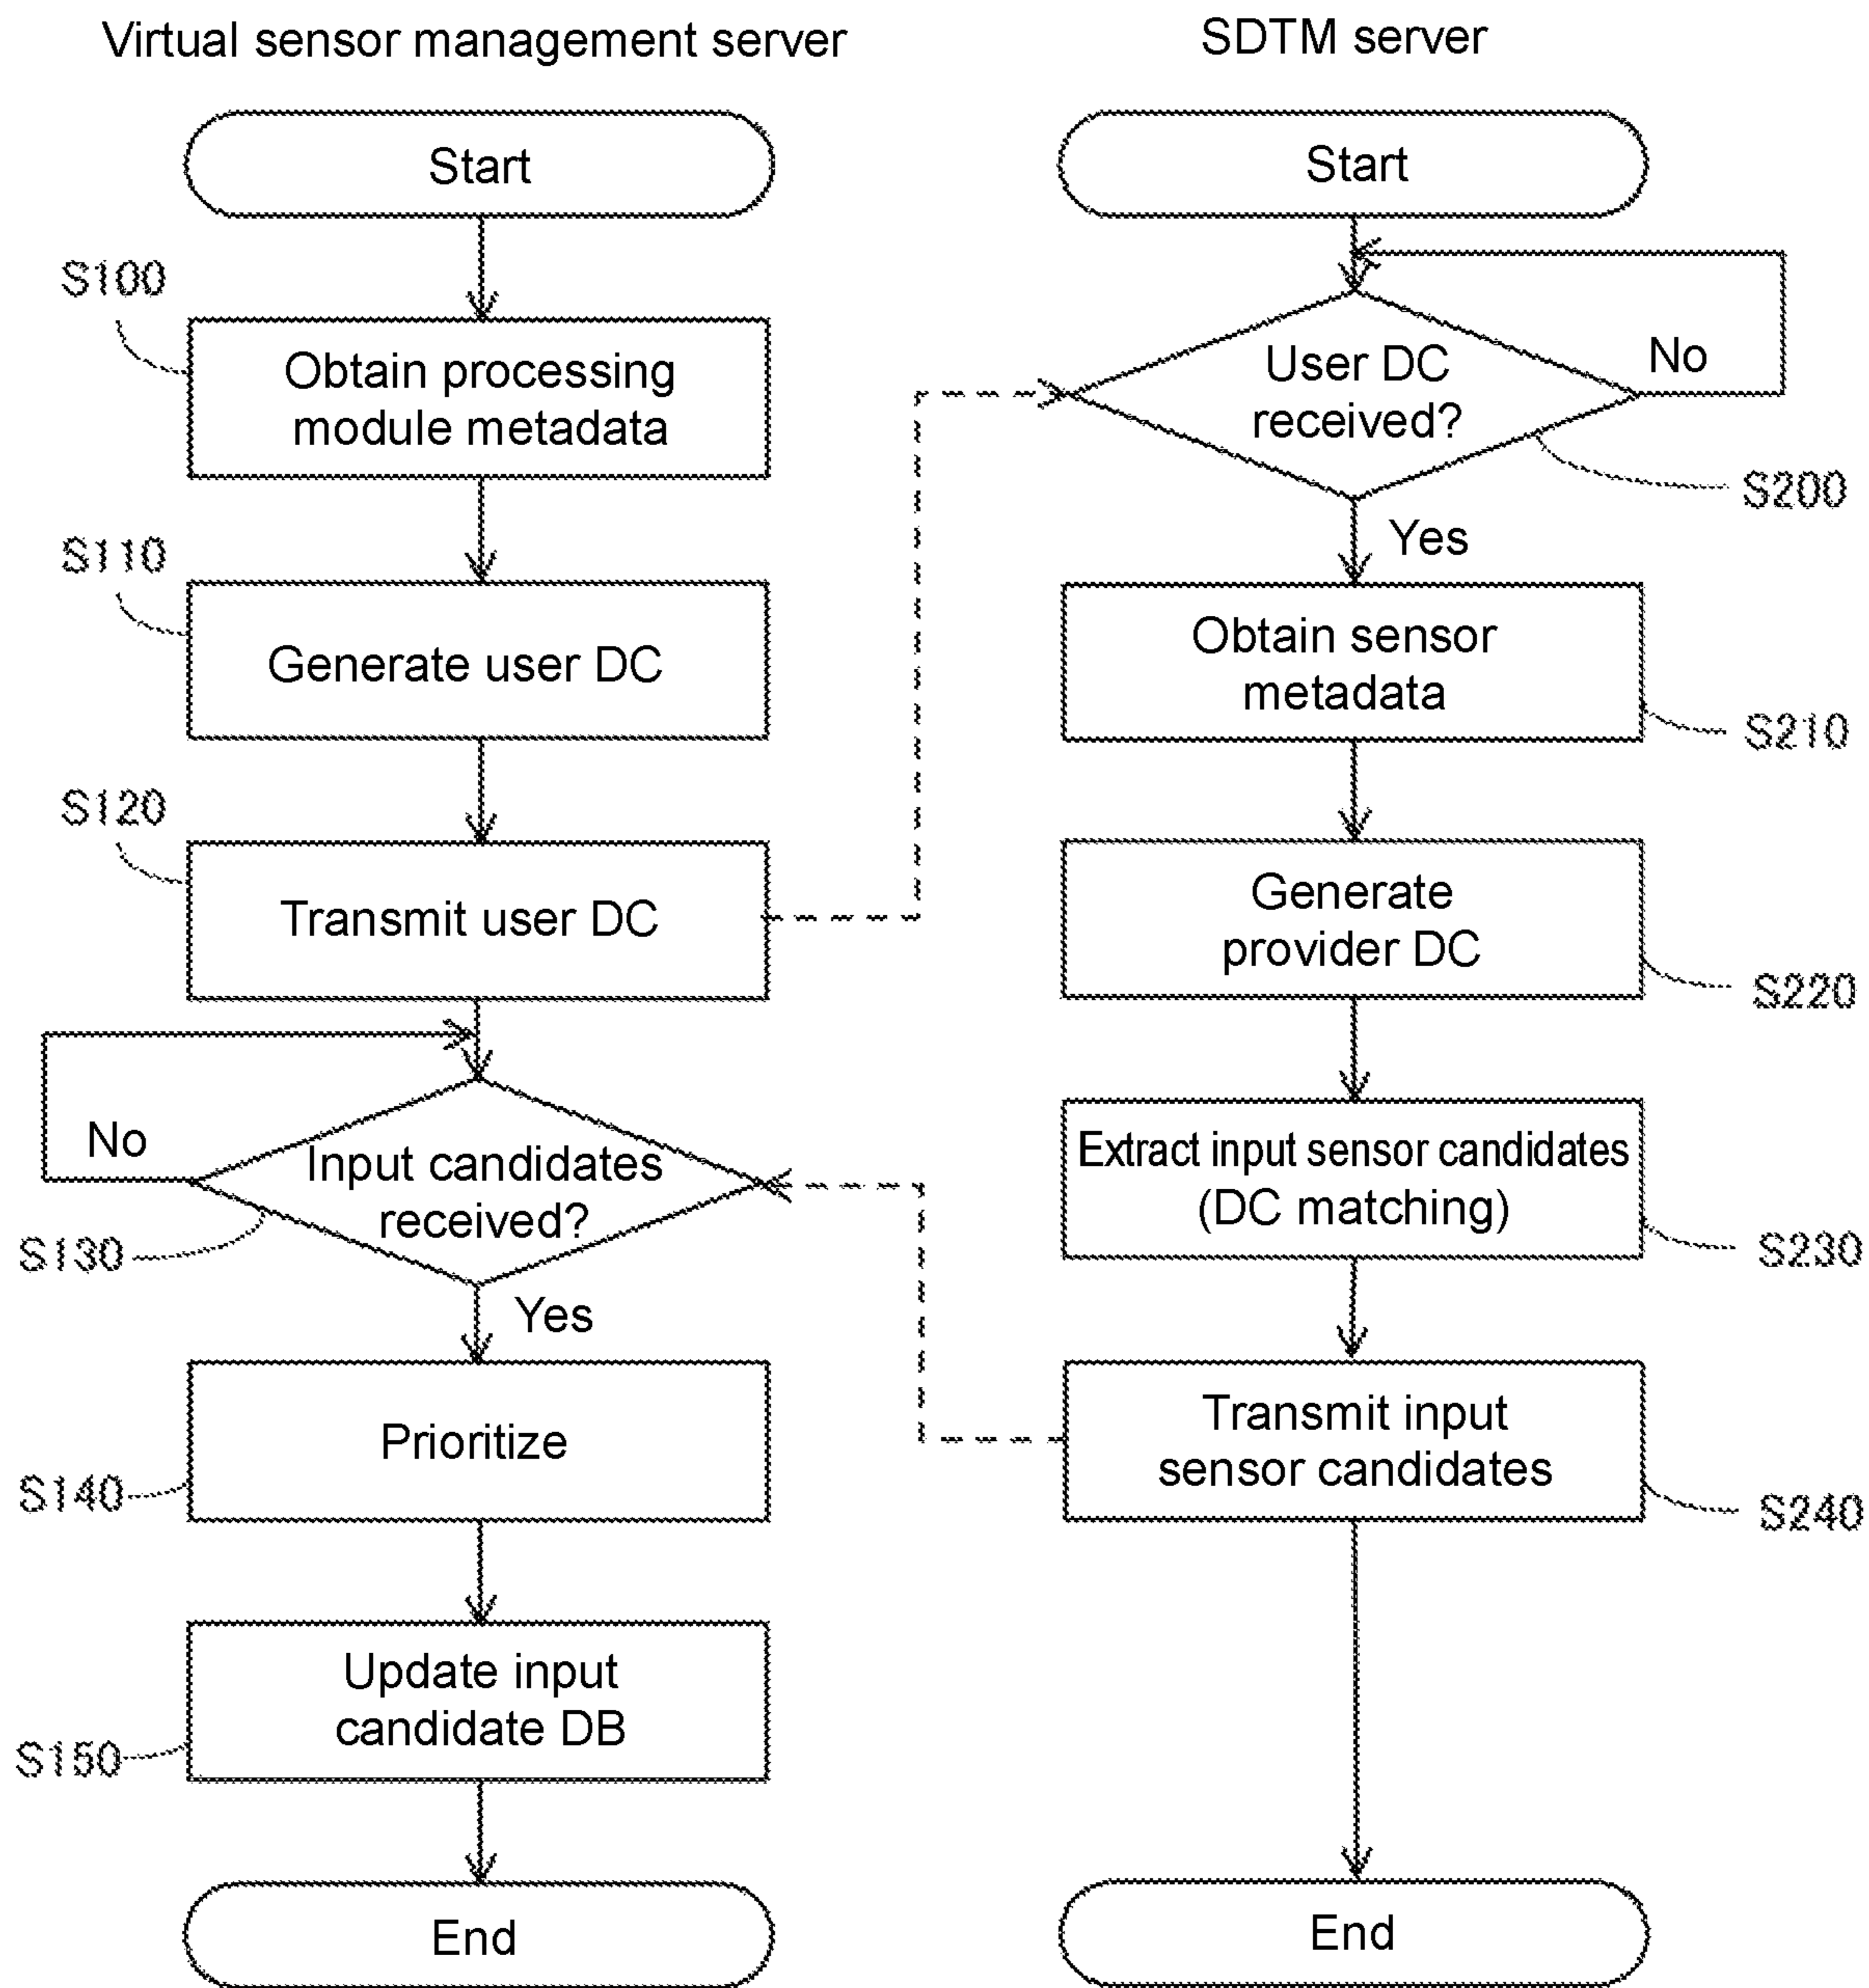 Virtual sensor management server
Start
S100
Obtain processing
module metadata
S110
Generate user DC
S120
Transmit user DC
No
Input candidates
received?
S130
Yes
Prioritize
S140
Update input
candidate DB
S150
End
SDTM server
Start
User DC
received?
No
S200
Yes
Obtain sensor
metadata
S210
Generate
provider DC
S220
Extract input sensor candidates
(DC matching)
S230
Transmit input
sensor candidates
S240
End